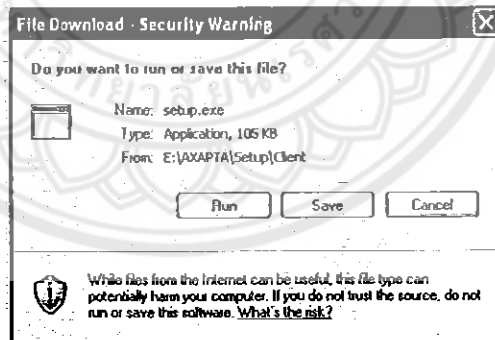 File Download - Security Warning
Do you want to run or save this file?
Name: setup.exe
Type: Application, 105 KB
From: E:\AXAPTA\Setup\Client
Run Save Cancel
While files from the Internet can be useful, this file type can
potentially harm your computer. If you do not trust the source, do not
run or save this software. What's the risk?